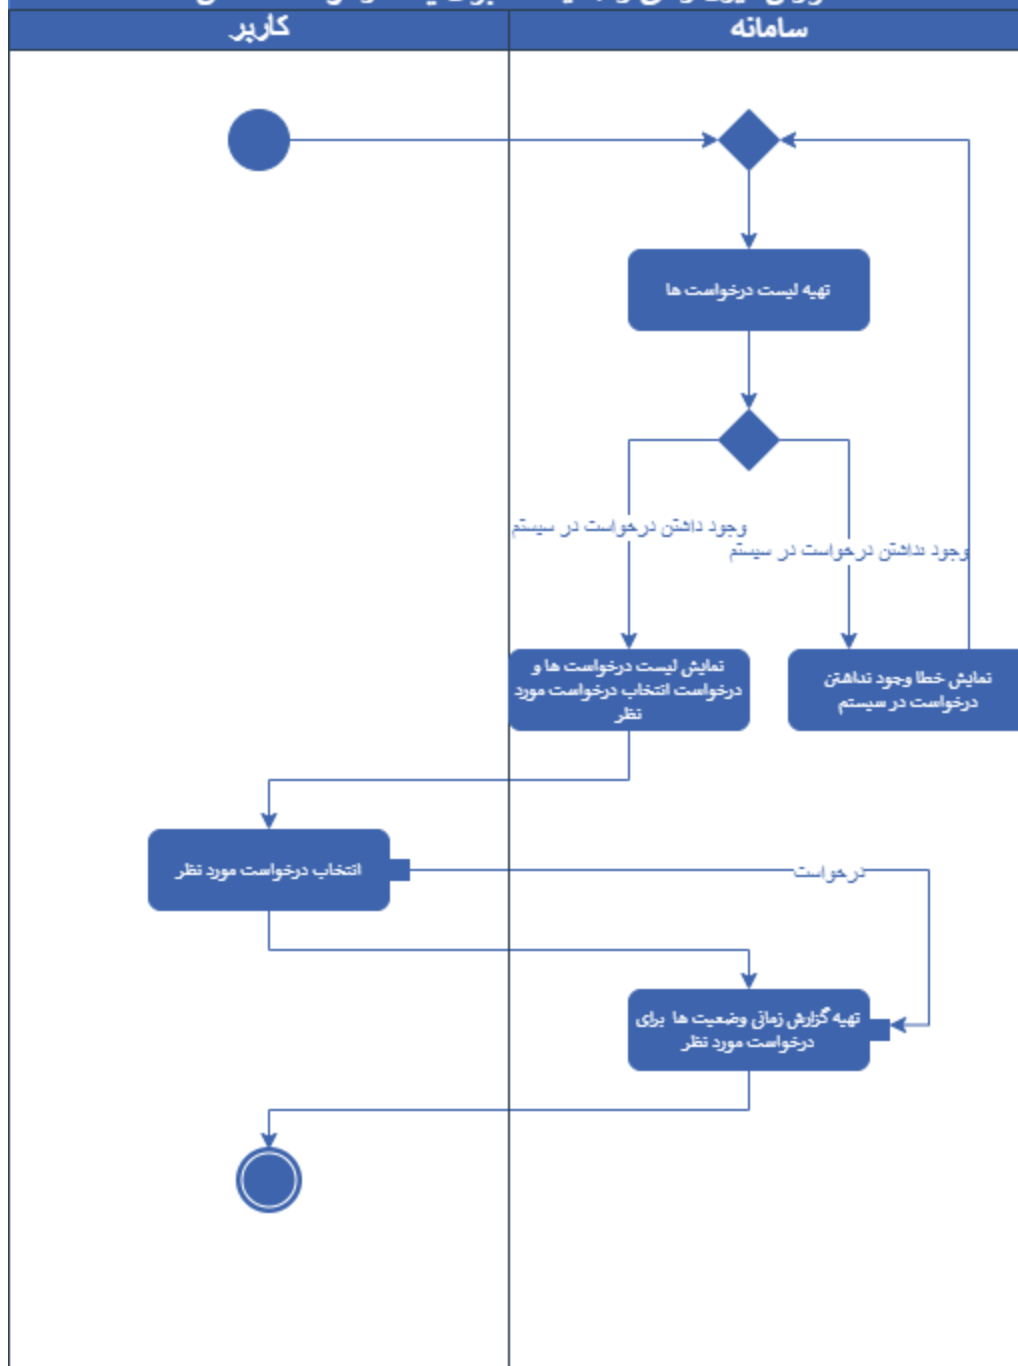 سامانه
کاربر
تهیه لیست درخواست ها
وجود داشتن درخواست در سیستم
وجود نداشتن درخواست در سیستم
نمایش خطا وجود نداشتن
درخواست در سیستم
نمایش لیست درخواست ها و
درخواست انتخاب درخواست مورد
نظر
انتخاب درخواست مورد نظر
درخواست
تهیه گزارش زمانی وضعیت ها برای
درخواست مورد نظر